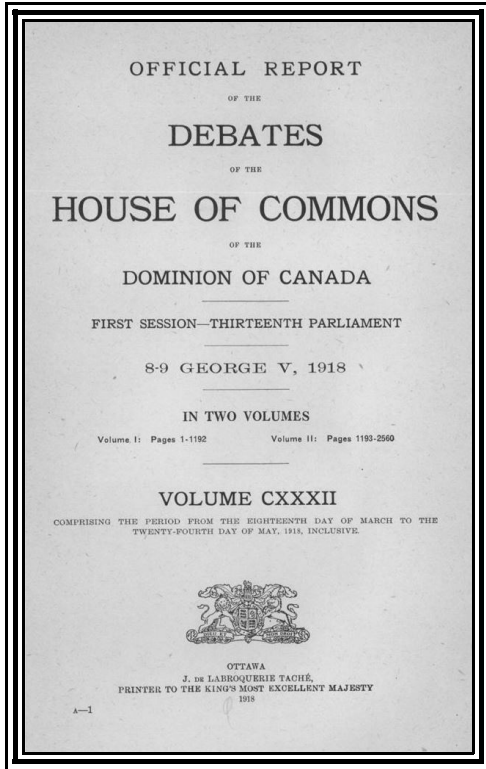 OFFICIAL REPORT
OF THE
DEBATES
OF THE
HOUSE OF COMMONS
OF THE
DOMINION OF CANADA
FIRST SESSION—THIRTEENTH PARLIAMENT
8-9 GEORGE V, 1918
IN TWO VOLUMES
Volume I: Pages 1-1192 Volume II: Pages 1193-2560
VOLUME CXXXII
COMPRISING THE PERIOD FROM THE EIGHTEENTH DAY OF MARCH TO THE
TWENTY-FOURTH DAY OF MAY, 1918, INCLUSIVE.
OTTAWA
J. DE LABROQUERIE TACHÉ,
PRINTER TO THE KING'S MOST EXCELLENT MAJESTY
1918
A—1